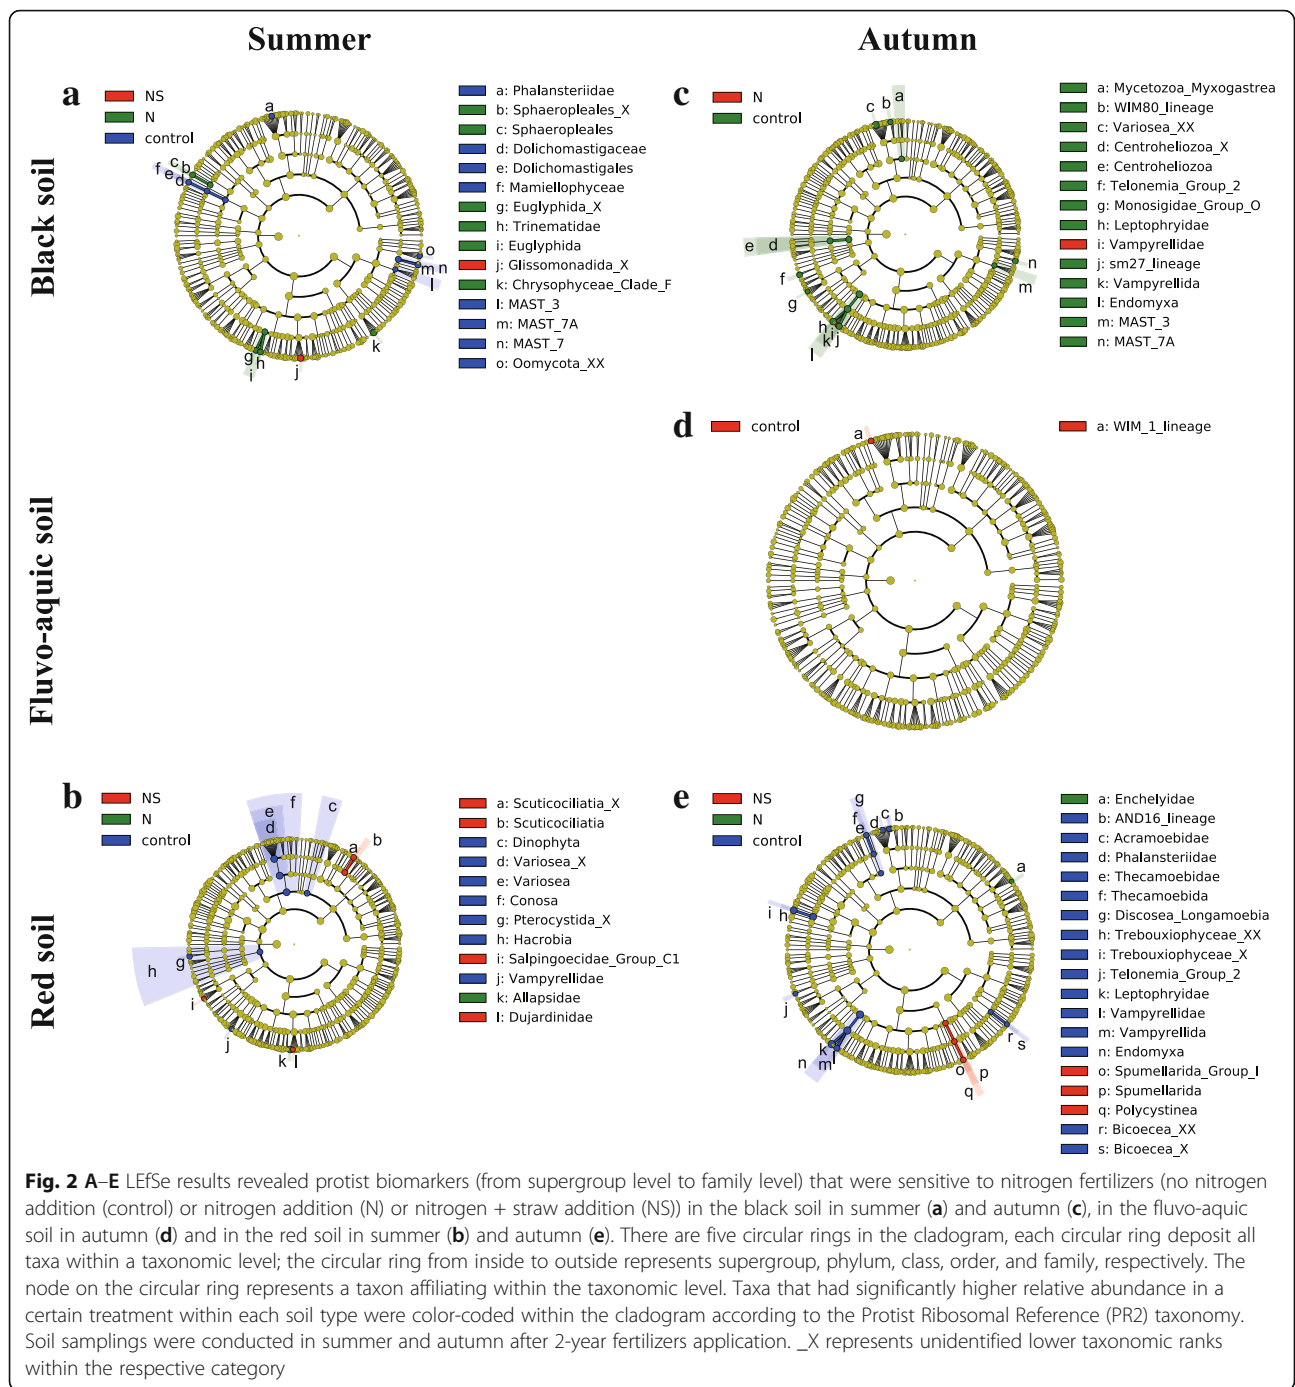 Summer
Autumn
Black soil
Fluvo-aquic soil
Red soil
a
NS
N
control
a
c
b
f
e
d
g
h
i
j
k
o
m
n
l
a: Phalansteriidae
b: Sphaeropleales_X
c: Sphaeropleales
d: Dolichomastigaceae
e: Dolichomastigales
f: Mamiellophyceae
g: Euglyphida_X
h: Trinematidae
i: Euglyphida
j: Glissomonadida_X
k: Chrysophyceae_Clade_F
l: MAST_3
m: MAST_7A
n: MAST_7
o: Oomycota_XX
c
N
control
c
b
a
e
d
f
g
h
i
j
k
l
n
m
a: Mycetozoa_Myxogastrea
b: WIM80_lineage
c: Variosea_XX
d: Centroheliozoa_X
e: Centroheliozoa
f: Telonemia_Group_2
g: Monosigidae_Group_O
h: Leptophryidae
i: Vampyrellidae
j: sm27_lineage
k: Vampyrellida
l: Endomyxa
m: MAST_3
n: MAST_7A
d
control
a
a: WIM_1_lineage
b
NS
N
control
e
d
f
c
a
b
h
g
i
j
k
l
a: Scuticociliatia_X
b: Scuticociliatia
c: Dinophyta
d: Variosea_X
e: Variosea
f: Conosa
g: Pterocystida_X
h: Hacrobia
i: Salpingoecidae_Group_C1
j: Vampyrellidae
k: Allapsidae
l: Dujardinidae
e
NS
N
control
g
f
e
d
c
b
a
i
h
j
k
l
n
m
o
p
q
r
s
a: Enchelyidae
b: AND16_lineage
c: Acramoebidae
d: Phalansteriidae
e: Thecamoebidae
f: Thecamoebida
g: Discosea_Longamoebia
h: Trebouxiophyceae_XX
i: Trebouxiophyceae_X
j: Telonemia_Group_2
k: Leptophryidae
l: Vampyrellidae
m: Vampyrellida
n: Endomyxa
o: Spumellarida_Group_I
p: Spumellarida
q: Polycystinea
r: Bicoecea_XX
s: Bicoecea_X
Fig. 2 A–E LEfSe results revealed protist biomarkers (from supergroup level to family level) that were sensitive to nitrogen fertilizers (no nitrogen
addition (control) or nitrogen addition (N) or nitrogen + straw addition (NS)) in the black soil in summer (a) and autumn (c), in the fluvo-aquic
soil in autumn (d) and in the red soil in summer (b) and autumn (e). There are five circular rings in the cladogram, each circular ring deposit all
taxa within a taxonomic level; the circular ring from inside to outside represents supergroup, phylum, class, order, and family, respectively. The
node on the circular ring represents a taxon affiliating within the taxonomic level. Taxa that had significantly higher relative abundance in a
certain treatment within each soil type were color-coded within the cladogram according to the Protist Ribosomal Reference (PR2) taxonomy.
Soil samplings were conducted in summer and autumn after 2-year fertilizers application. _X represents unidentified lower taxonomic ranks
within the respective category